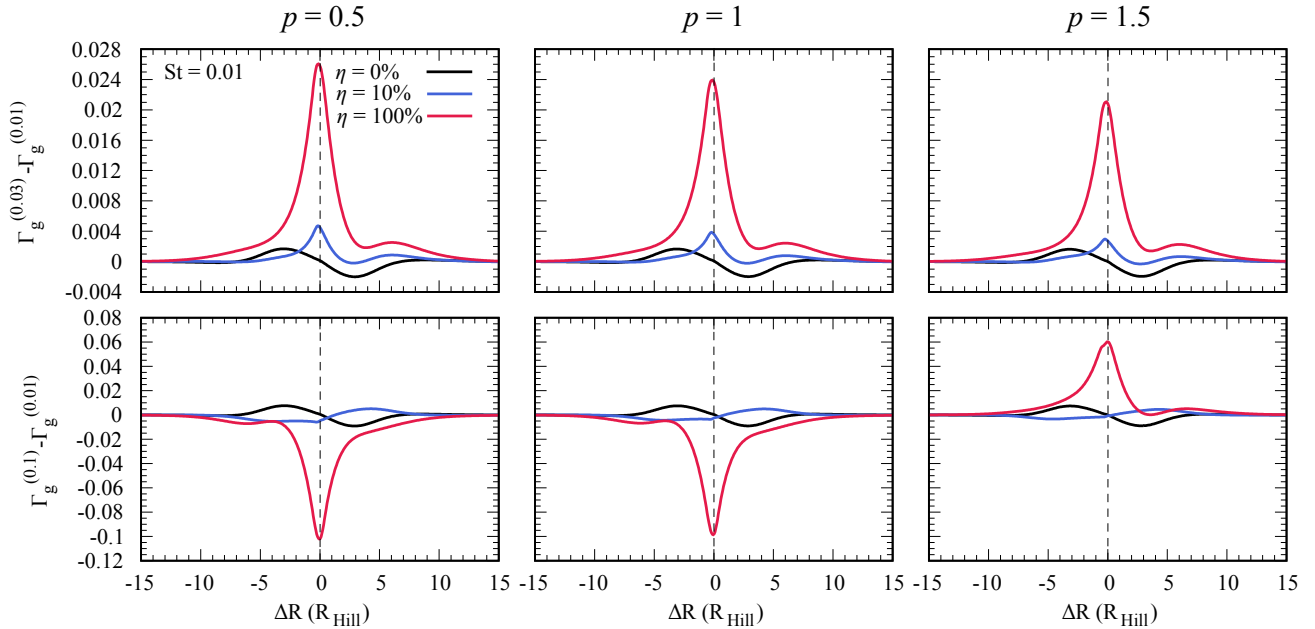 p = 0.5
p = 1
p = 1.5
Γg(0.03)-Γg(0.01)
0.028
0.024
0.02
0.016
0.012
0.008
0.004
0
-0.004
St = 0.01
η = 0%
η = 10%
η = 100%
Γg(0.1)-Γg(0.01)
0.08
0.06
0.04
0.02
0
-0.02
-0.04
-0.06
-0.08
-0.1
-0.12
-15 -10 -5 0 5 10 15 -10 -5 0 5 10 15 -10 -5 0 5 10 15
ΔR (RHill)
ΔR (RHill)
ΔR (RHill)